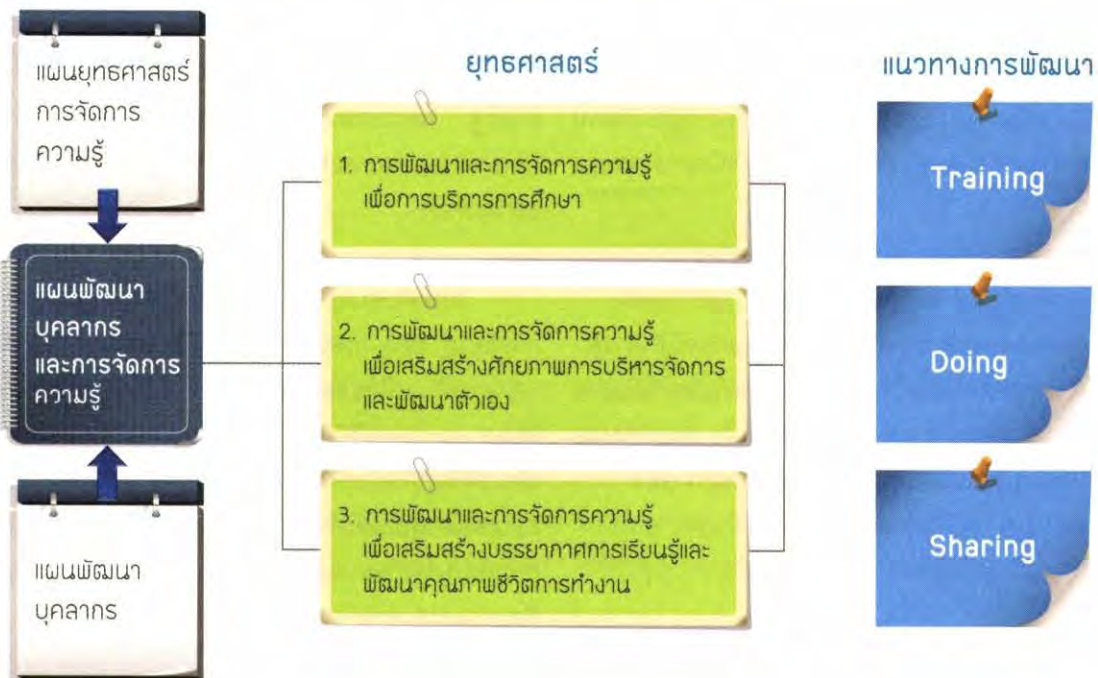 แผนยุทธศาสตร์
การจัดการ
ความรู้
แผนพัฒนา
บุคลากร
และการจัดการ
ความรู้
แผนพัฒนา
บุคลากร
ยุทธศาสตร์
1. การพัฒนาและการจัดการความรู้
เพื่อการบริการการศึกษา
2. การพัฒนาและการจัดการความรู้
เพื่อเสริมสร้างศักยภาพการบริหารจัดการ
และพัฒนาตัวเอง
3. การพัฒนาและการจัดการความรู้
เพื่อเสริมสร้างบรรยากาศการเรียนรู้และ
พัฒนาคุณภาพชีวิตการทำงาน
แนวทางการพัฒนา
Training
Doing
Sharing